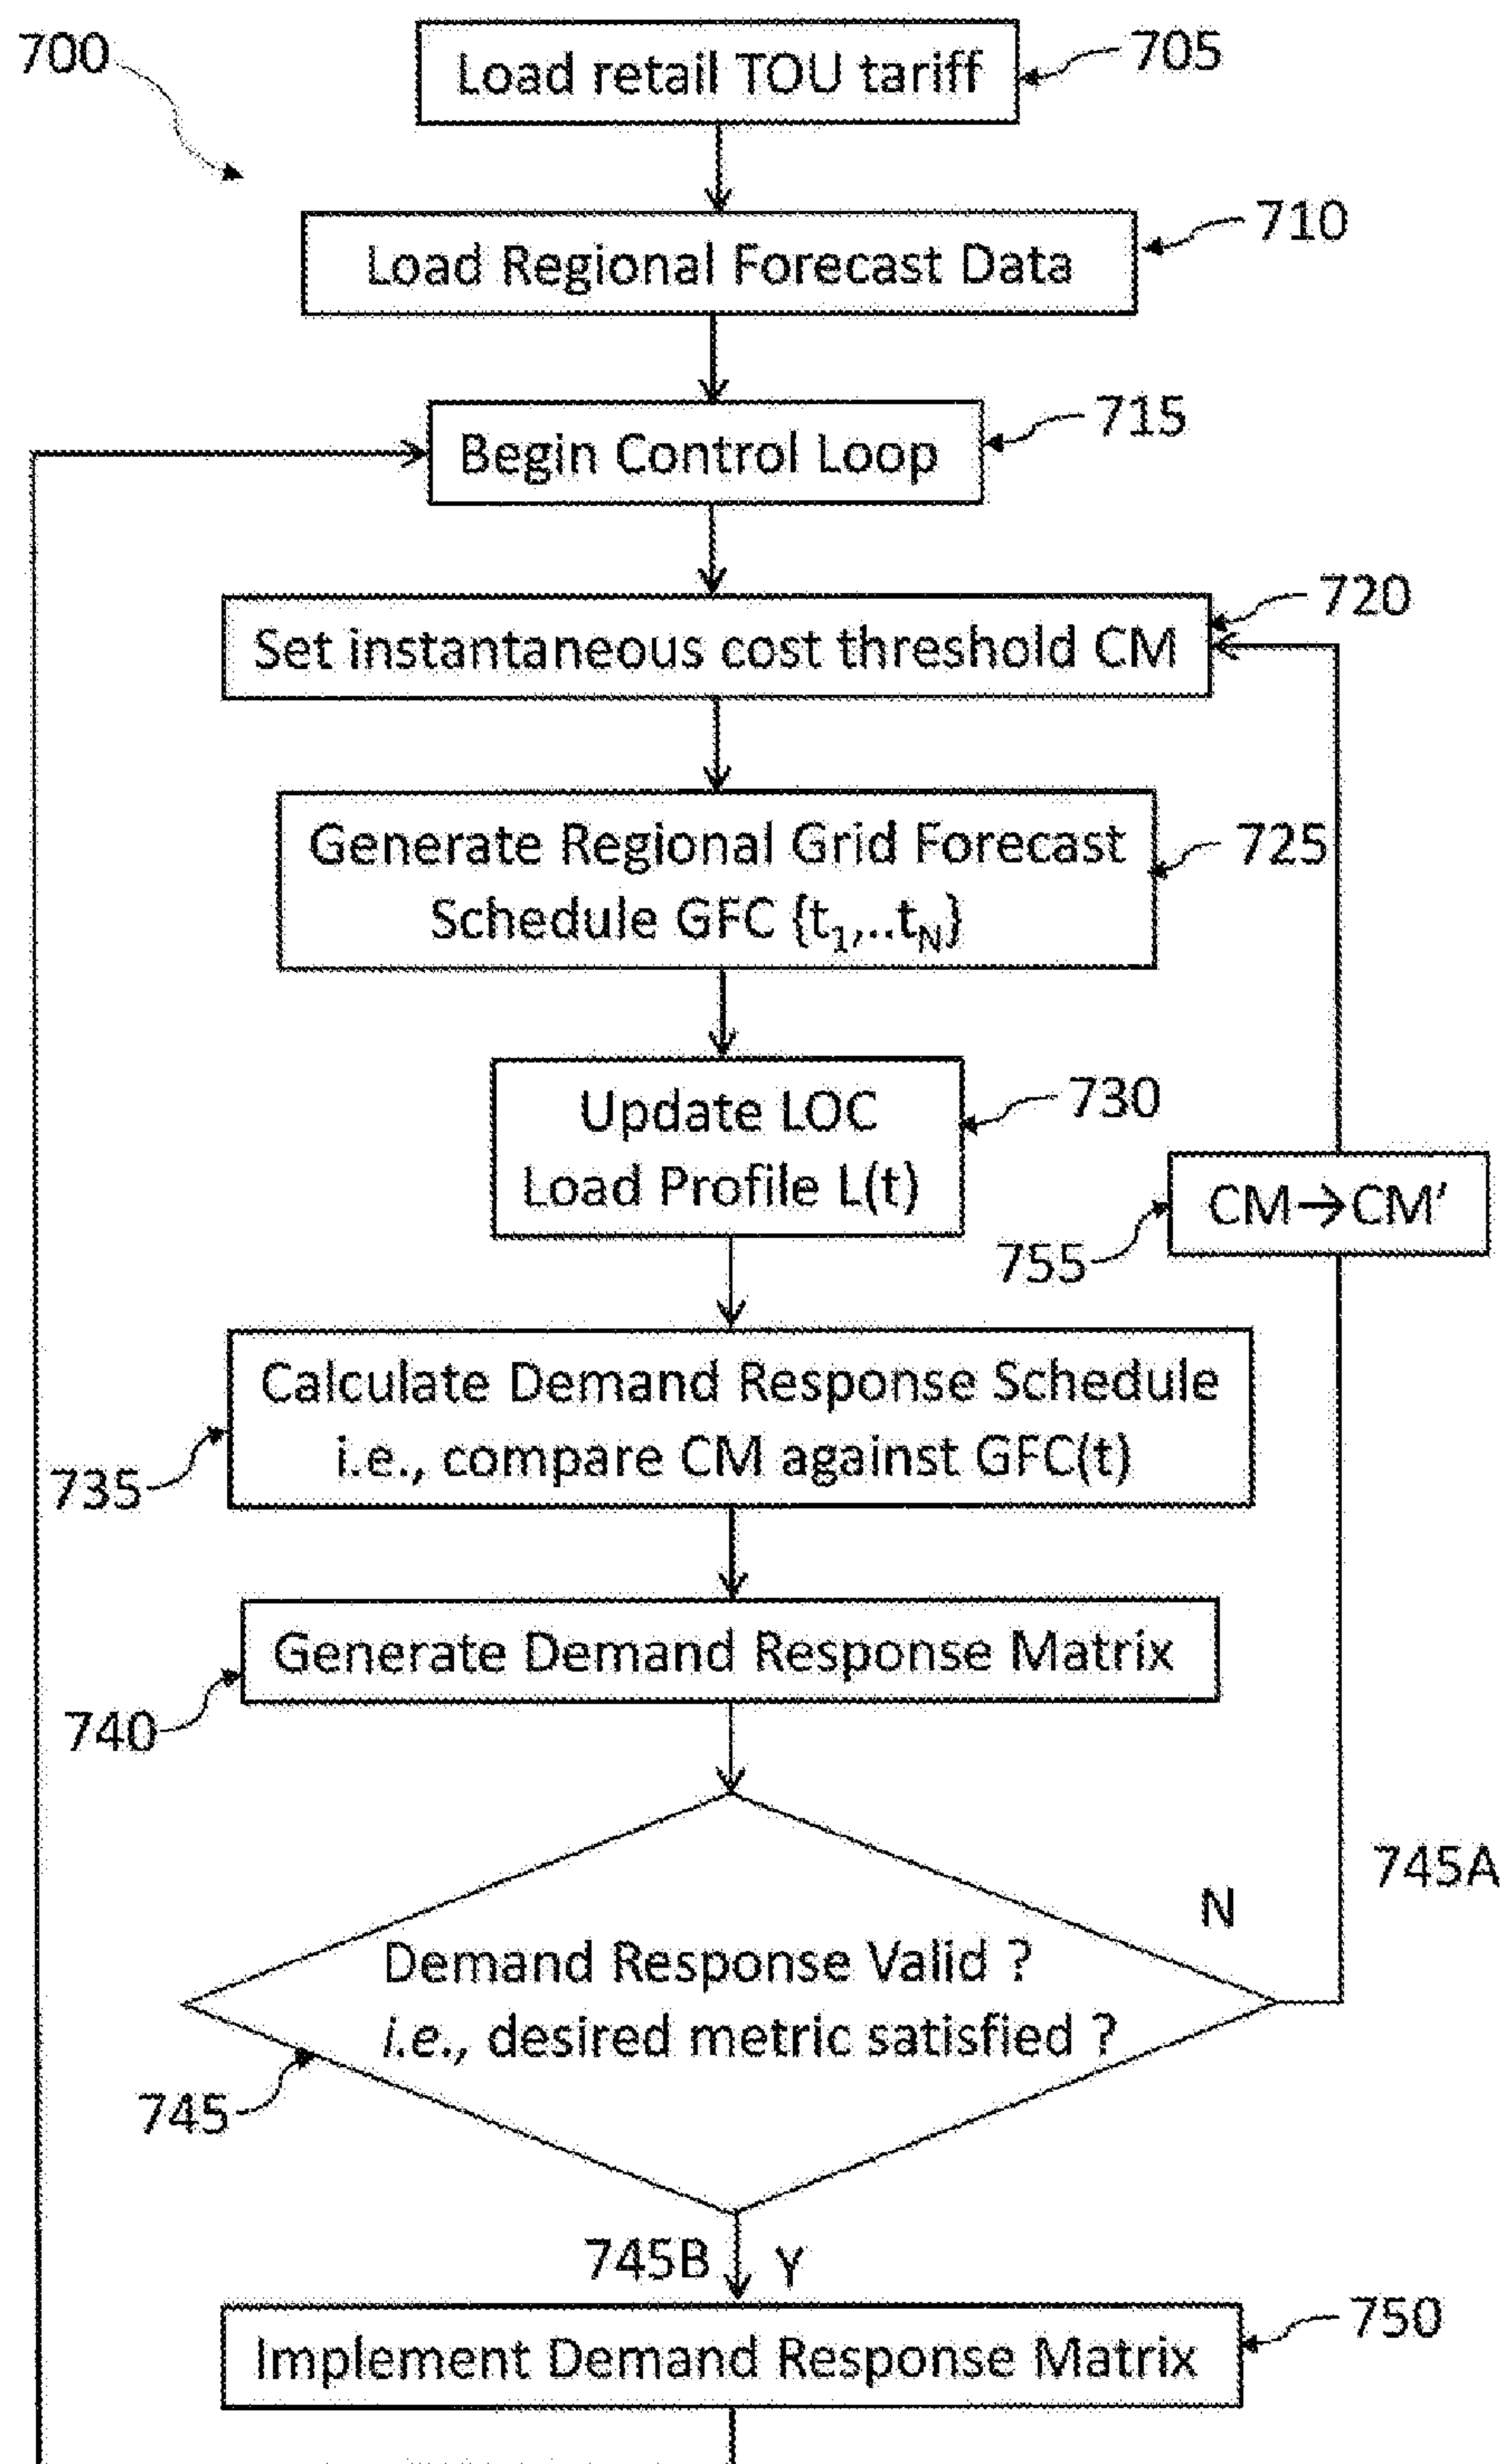 700
Load retail TOU tariff
705
Load Regional Forecast Data
710
Begin Control Loop
715
Set instantaneous cost threshold CM
720
Generate Regional Grid Forecast
Schedule GFC {t1,..tN}
725
Update LOC
Load Profile L(t)
730
CM→CM'
755
Calculate Demand Response Schedule
i.e., compare CM against GFC(t)
735
Generate Demand Response Matrix
740
745A
N
Demand Response Valid ?
i.e., desired metric satisfied ?
745
745B
Y
Implement Demand Response Matrix
750